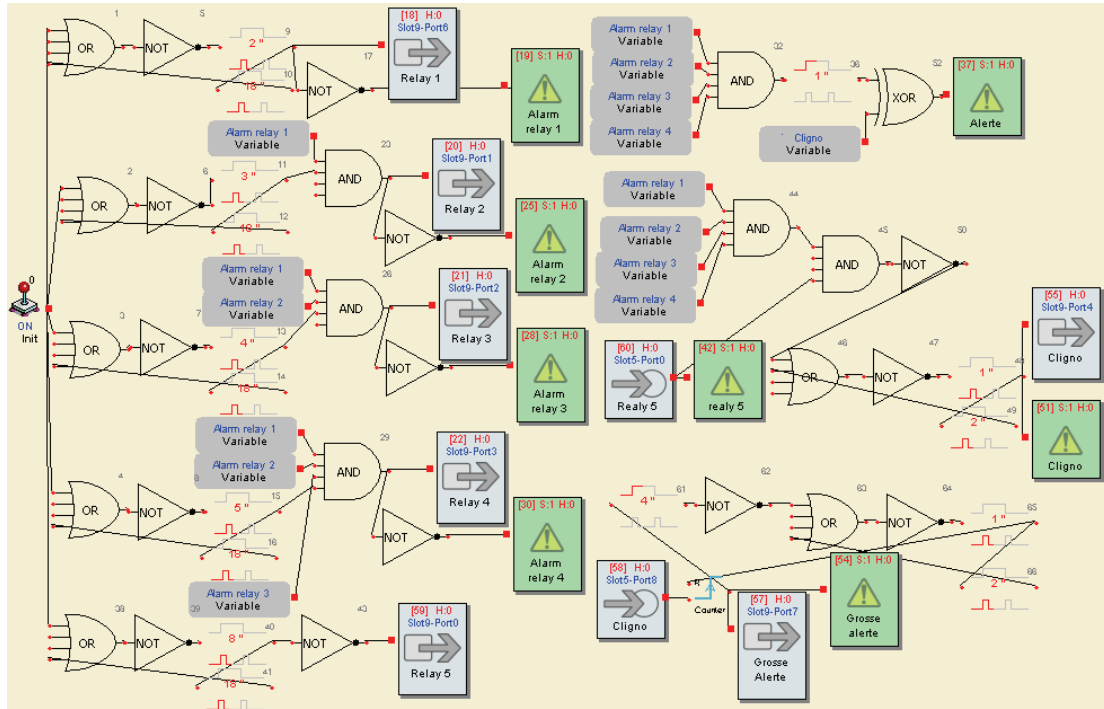 0
ON
Init
1
OR
5
NOT
2 "
9
18 "
10
NOT
17
[18] H:0
Slot9-Port6
Relay 1
[19] S:1 H:0
Alarm
relay 1
Alarm relay 1
Variable
2
OR
6
NOT
3 "
11
18 "
12
AND
23
[20] H:0
Slot9-Port1
Relay 2
NOT
[25] S:1 H:0
Alarm
relay 2
Alarm relay 1
Variable
Alarm relay 2
Variable
3
OR
7
NOT
4 "
13
18 "
14
AND
26
[21] H:0
Slot9-Port2
Relay 3
NOT
[28] S:1 H:0
Alarm
relay 3
Alarm relay 1
Variable
Alarm relay 2
Variable
4
OR
8
NOT
5 "
15
18 "
16
AND
29
[22] H:0
Slot9-Port3
Relay 4
NOT
[30] S:1 H:0
Alarm
relay 4
Alarm relay 3
Variable
38
OR
39
NOT
8 "
40
18 "
41
NOT
43
[59] H:0
Slot9-Port0
Relay 5
Alarm relay 1
Variable
Alarm relay 2
Variable
Alarm relay 3
Variable
Alarm relay 4
Variable
AND
32
1 "
36
Cligno
Variable
XOR
52
[37] S:1 H:0
Alerte
Alarm relay 1
Variable
Alarm relay 2
Variable
Alarm relay 3
Variable
Alarm relay 4
Variable
AND
44
AND
45
NOT
50
[60] H:0
Slot5-Port0
Realy 5
[42] S:1 H:0
realy 5
OR
46
NOT
47
1 "
48
2 "
49
[55] H:0
Slot9-Port4
Cligno
[51] S:1 H:0
Cligno
4 "
61
NOT
62
OR
63
NOT
64
1 "
65
2 "
66
[58] H:0
Slot5-Port8
Cligno
R
Counter
[57] H:0
Slot9-Port7
Grosse
Alerte
[54] S:1 H:0
Grosse
alerte